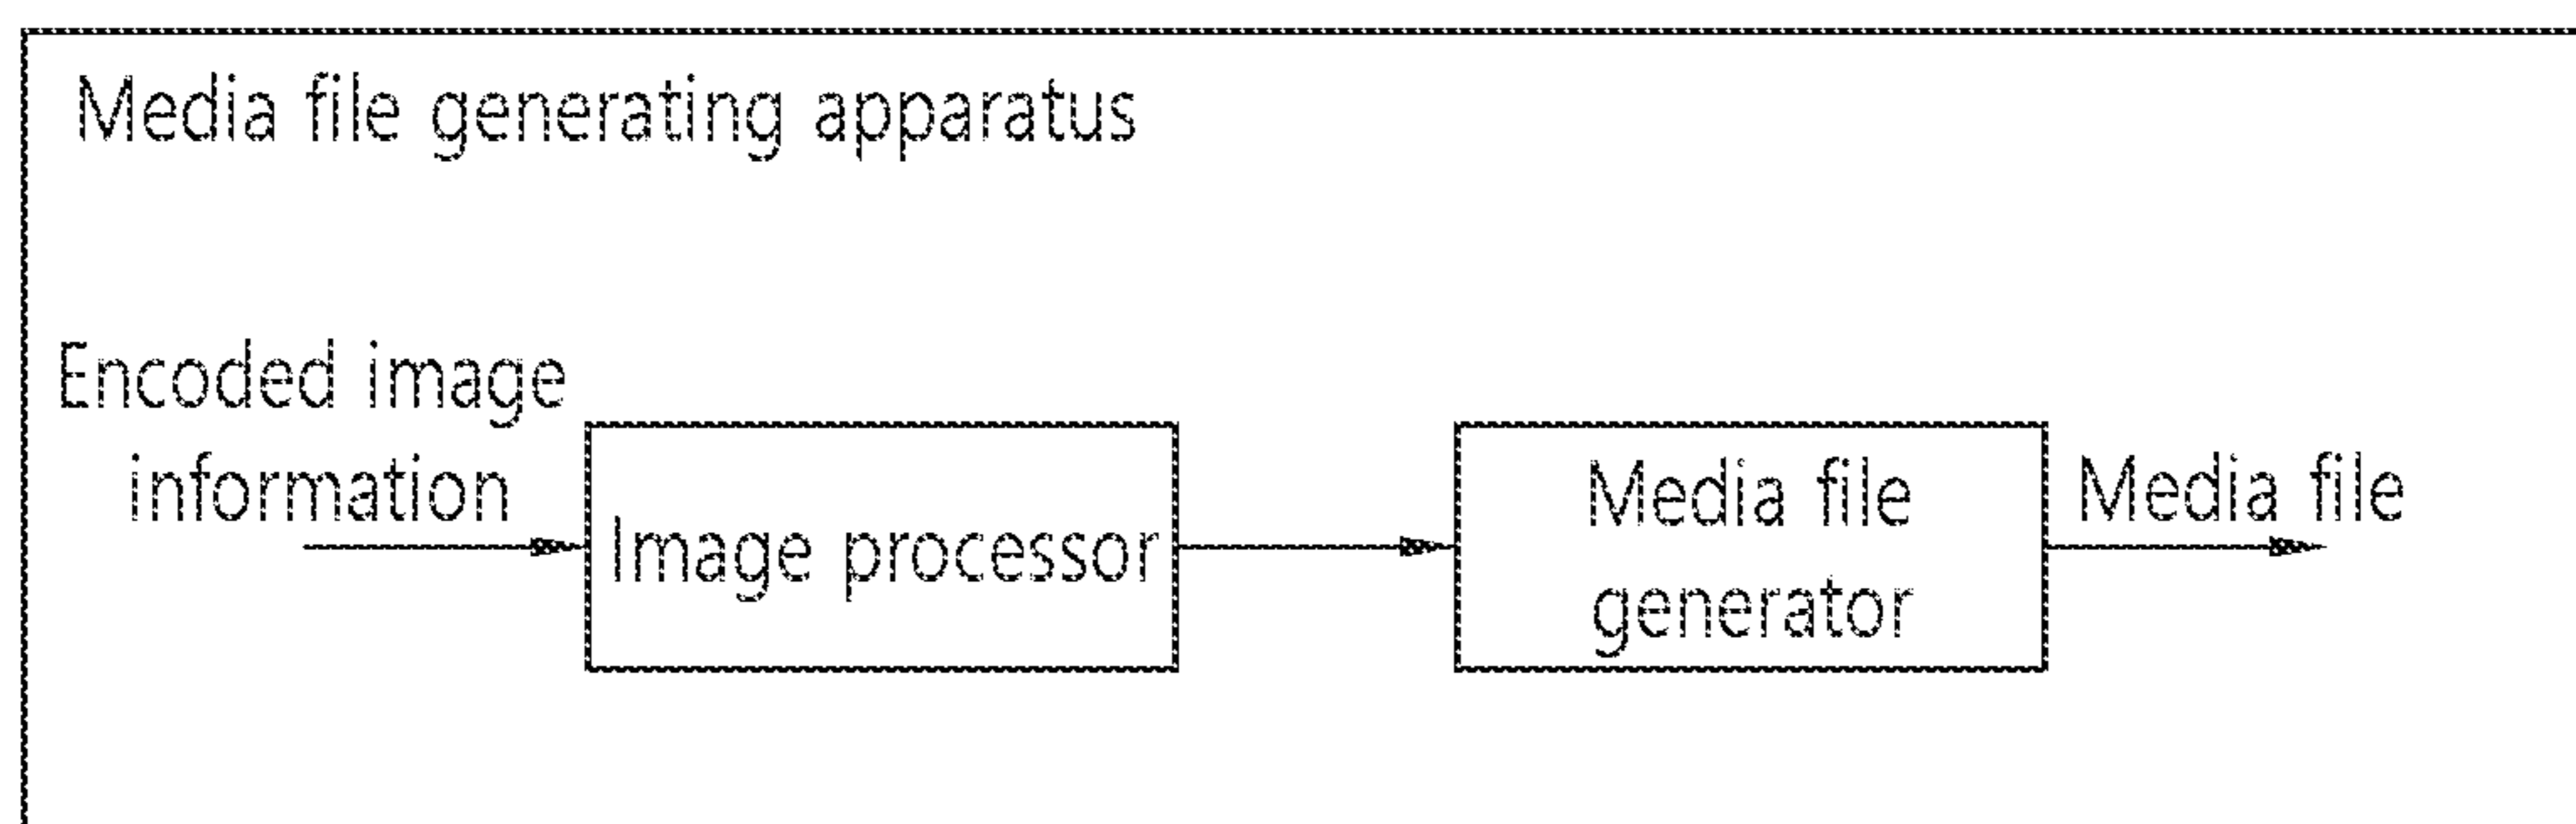 Media file generating apparatus
Encoded image
information
Image processor
Media file
generator
Media file